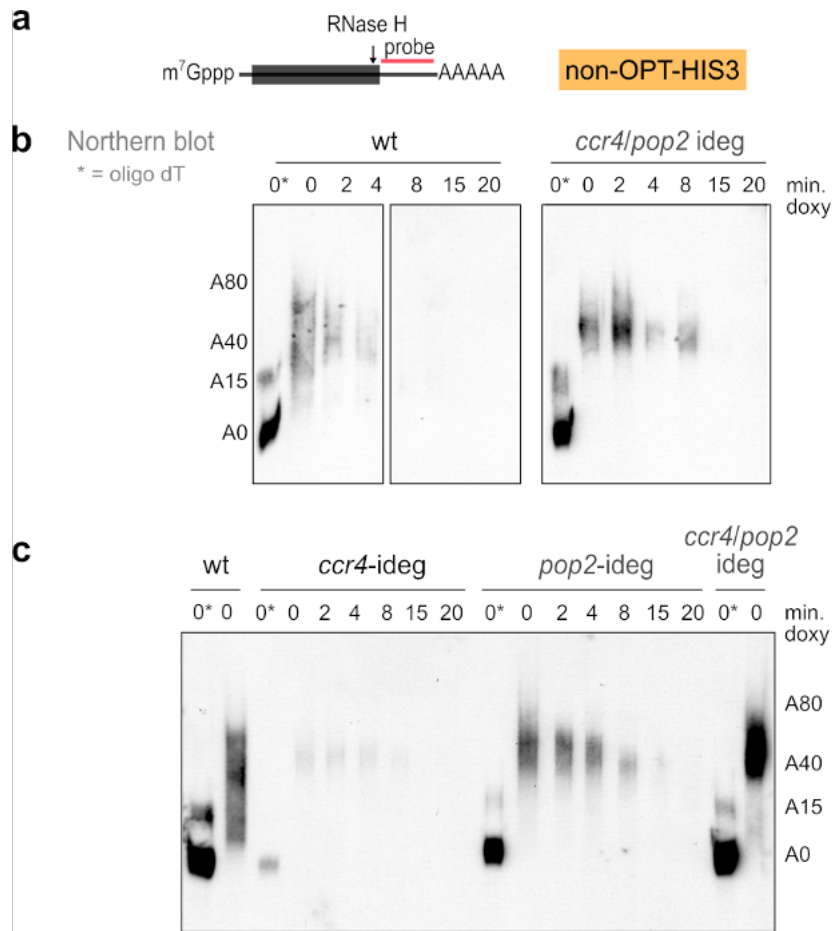 a
RNase H
probe
m7Gppp AAAAA
non-OPT-HIS3
b
Northern blot
* = oligo dT
wt
ccr4/pop2 ideg
0* 0 2 4 8 15 20
0* 0 2 4 8 15 20
min.
doxy
A80
A40
A15
A0
c
wt
ccr4-ideg
pop2-ideg
ccr4/pop2
ideg
0* 0 0* 0 2 4 8 15 20 0* 0 2 4 8 15 20 0* 0
min.
doxy
A80
A40
A15
A0